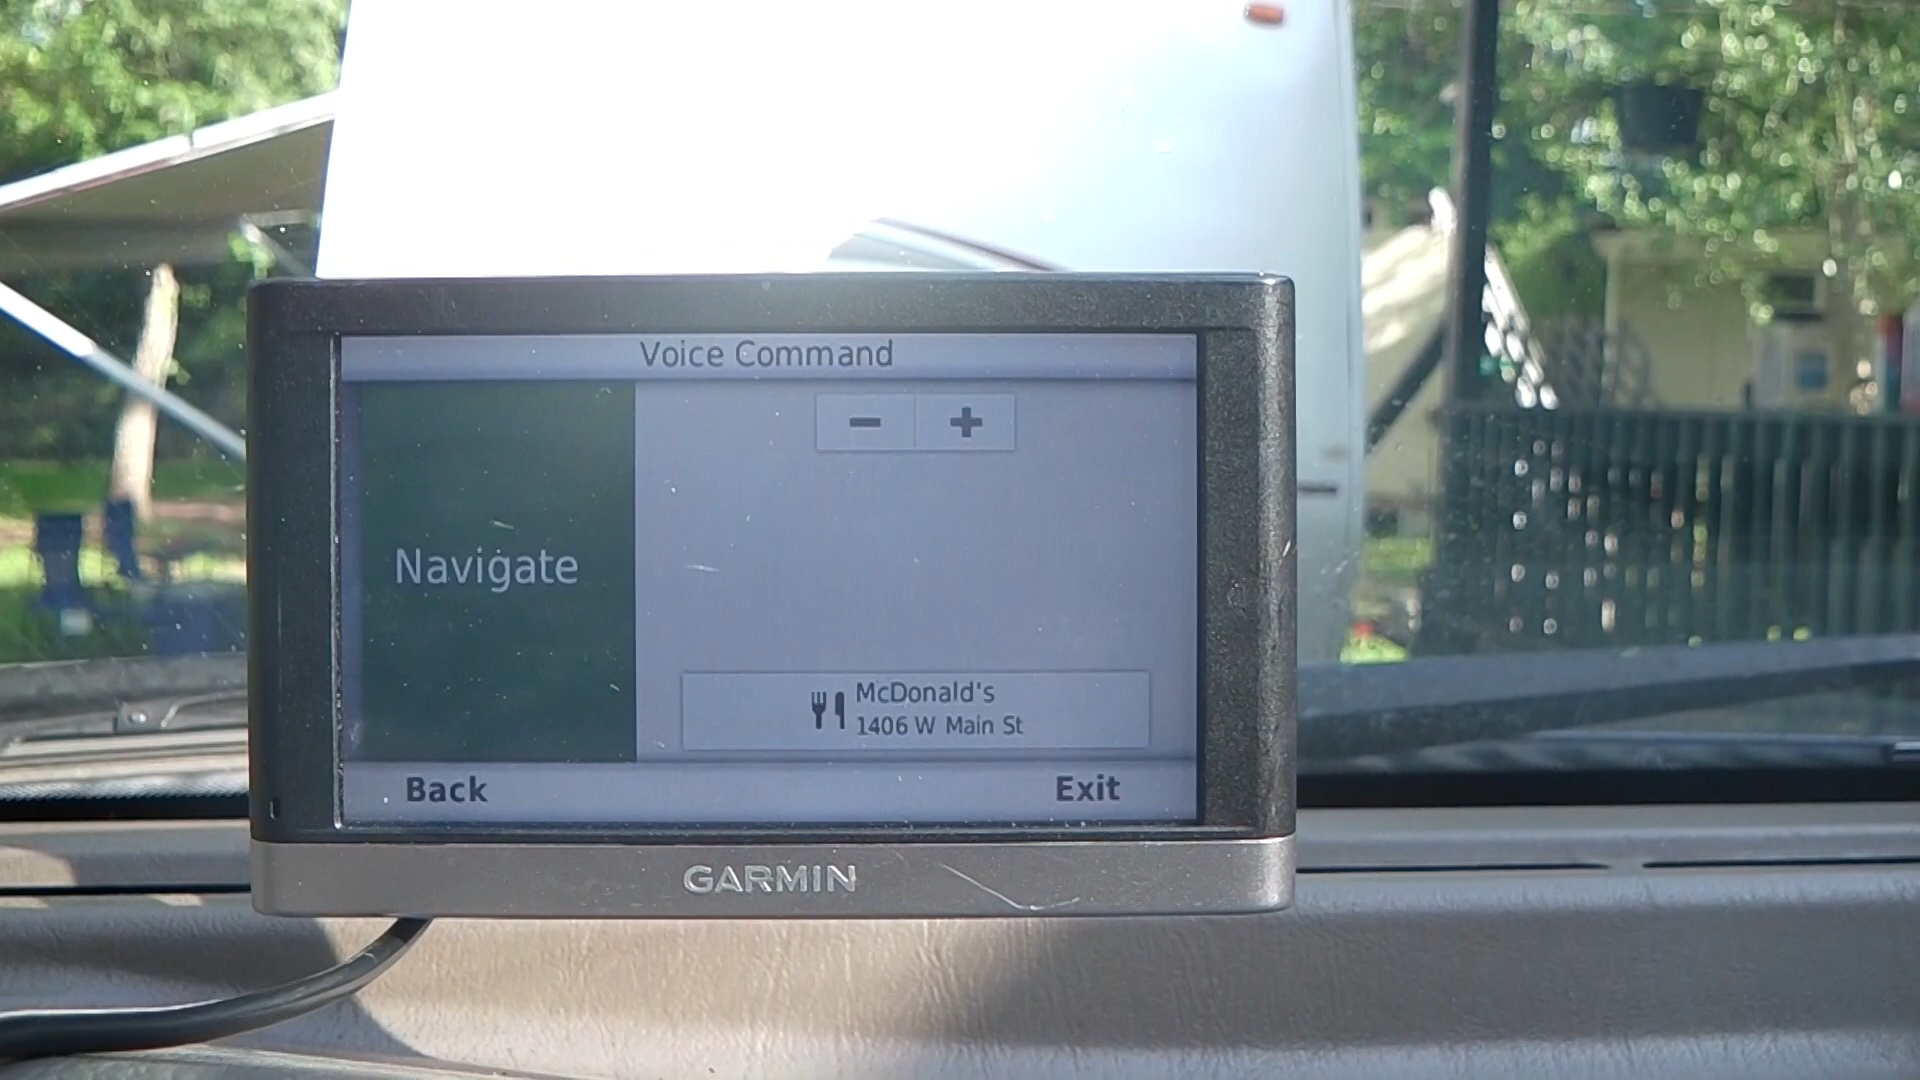 Voice Command
− +
Navigate
McDonald's
1406 W Main St
Back
Exit
GARMIN